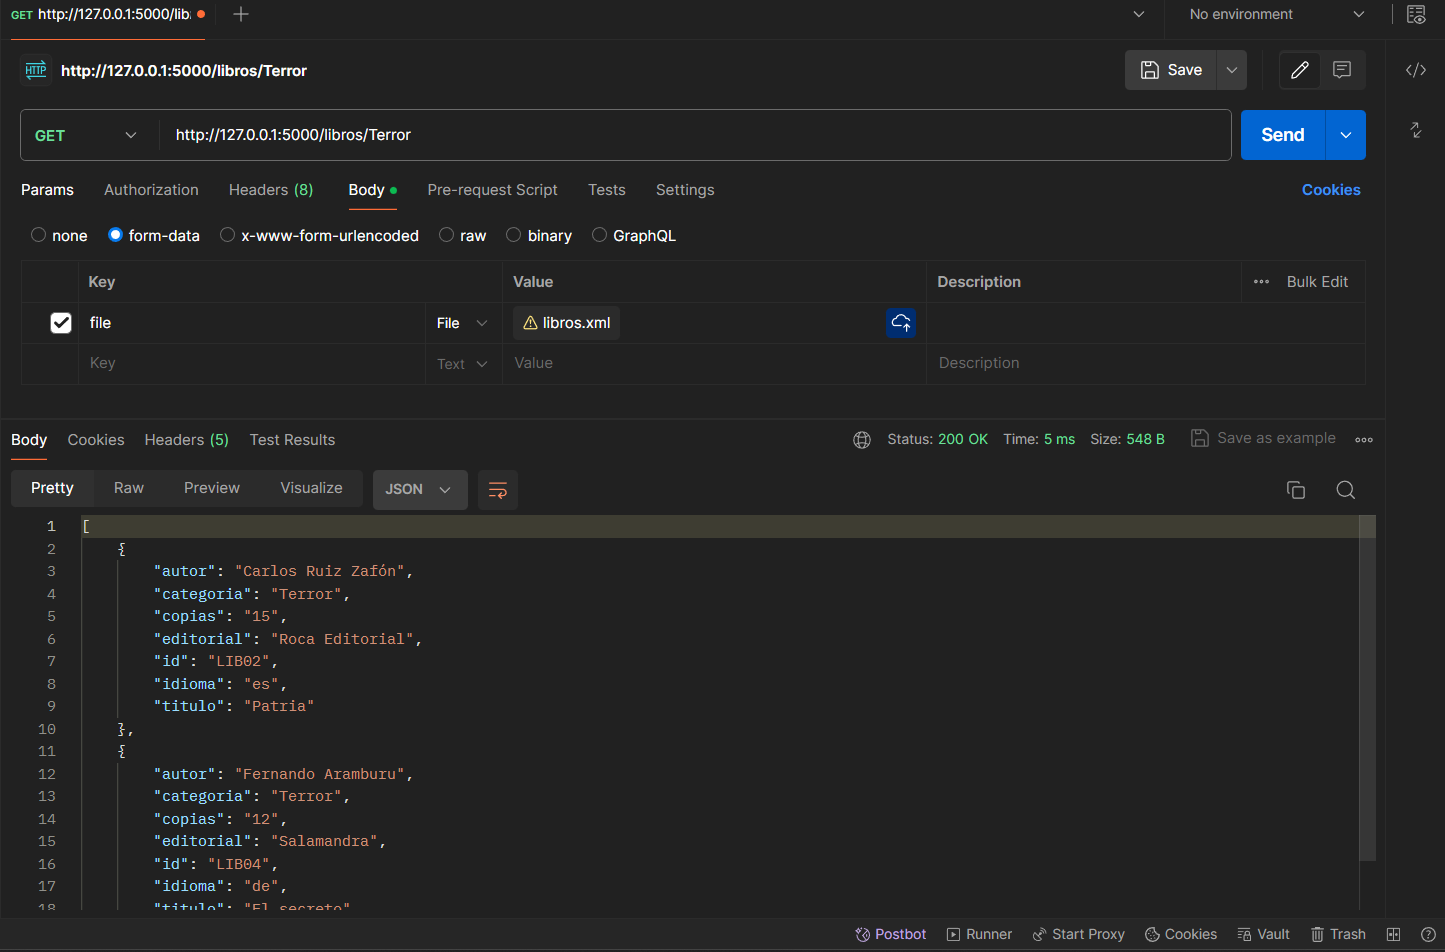 GET http://127.0.0.1:5000/lib
No environment
HTTP http://127.0.0.1:5000/libros/Terror
Save
GET http://127.0.0.1:5000/libros/Terror
Send
Params Authorization Headers (8) Body Pre-request Script Tests Settings Cookies
none form-data x-www-form-urlencoded raw binary GraphQL
Key Value Description Bulk Edit
file File libros.xml
Key Text Value Description
Body Cookies Headers (5) Test Results Status: 200 OK Time: 5 ms Size: 548 B Save as example
Pretty Raw Preview Visualize JSON
1 [
2 {
3 "autor": "Carlos Ruiz Zafón",
4 "categoria": "Terror",
5 "copias": "15",
6 "editorial": "Roca Editorial",
7 "id": "LIB02",
8 "idioma": "es",
9 "titulo": "Patria"
10 },
11 {
12 "autor": "Fernando Aramburu",
13 "categoria": "Terror",
14 "copias": "12",
15 "editorial": "Salamandra",
16 "id": "LIB04",
17 "idioma": "de",
18 "titulo": "El secreto"
Postbot Runner Start Proxy Cookies Vault Trash